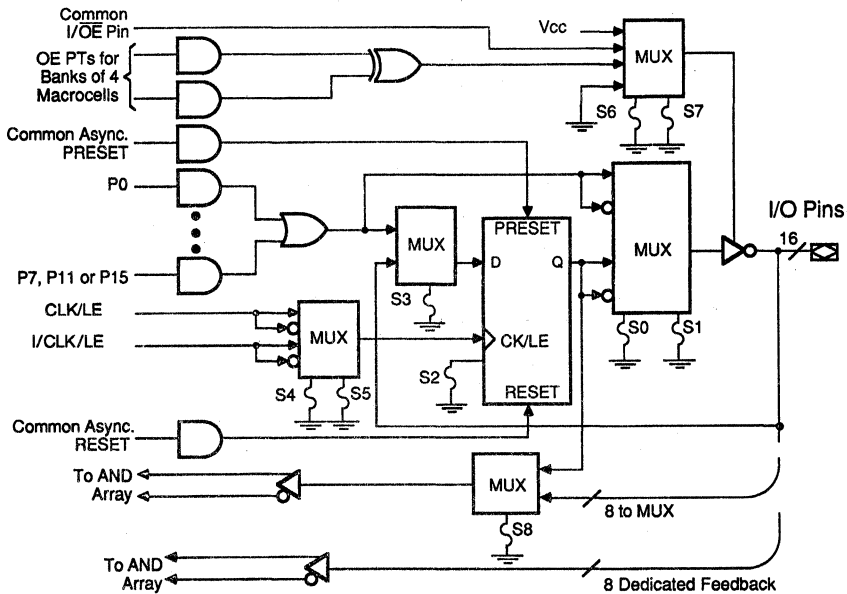 Common
I/OE Pin
OE PTs for
Banks of 4
Macrocells
Vcc
MUX
S6
S7
Common Async.
PRESET
P0
P7, P11 or P15
I/O Pins
16
MUX
PRESET
D
Q
MUX
S3
CLK/LE
I/CLK/LE
MUX
CK/LE
S2
S0
S1
S4
S5
RESET
Common Async.
RESET
To AND
Array
MUX
S8
8 to MUX
To AND
Array
8 Dedicated Feedback